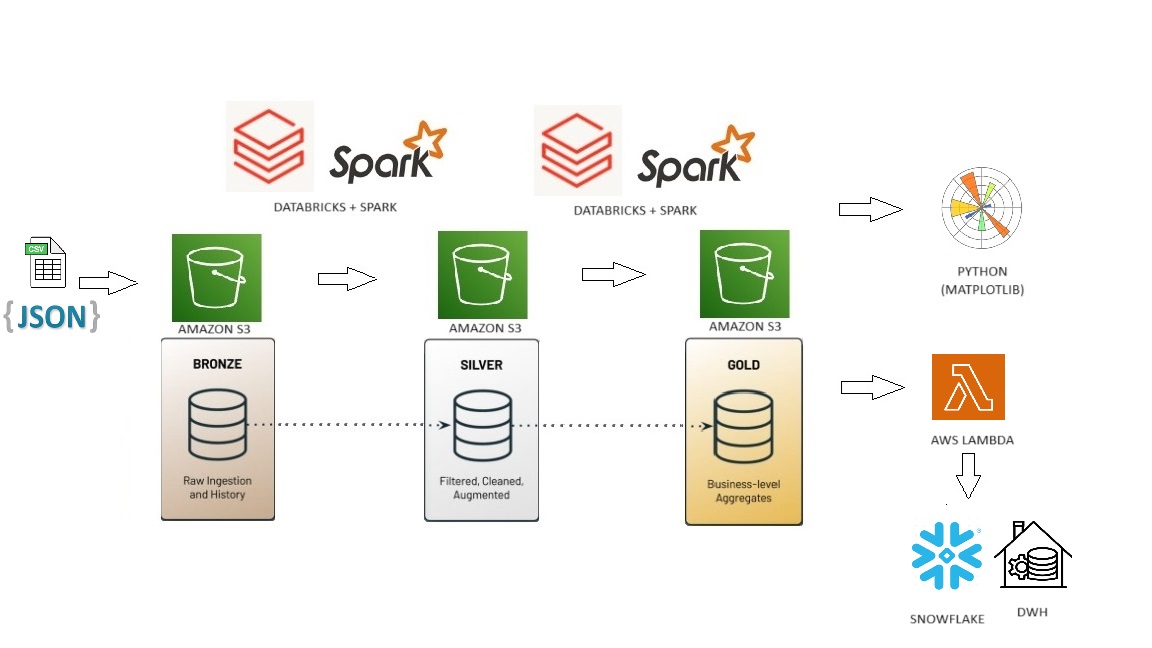 Spark
Spark
DATABRICKS + SPARK
DATABRICKS + SPARK
CSV
{JSON}
AMAZON S3
AMAZON S3
AMAZON S3
BRONZE
Raw Ingestion
and History
SILVER
Filtered, Cleaned,
Augmented
GOLD
Business-level
Aggregates
PYTHON
(MATPLOTLIB)
AWS LAMBDA
SNOWFLAKE
DWH